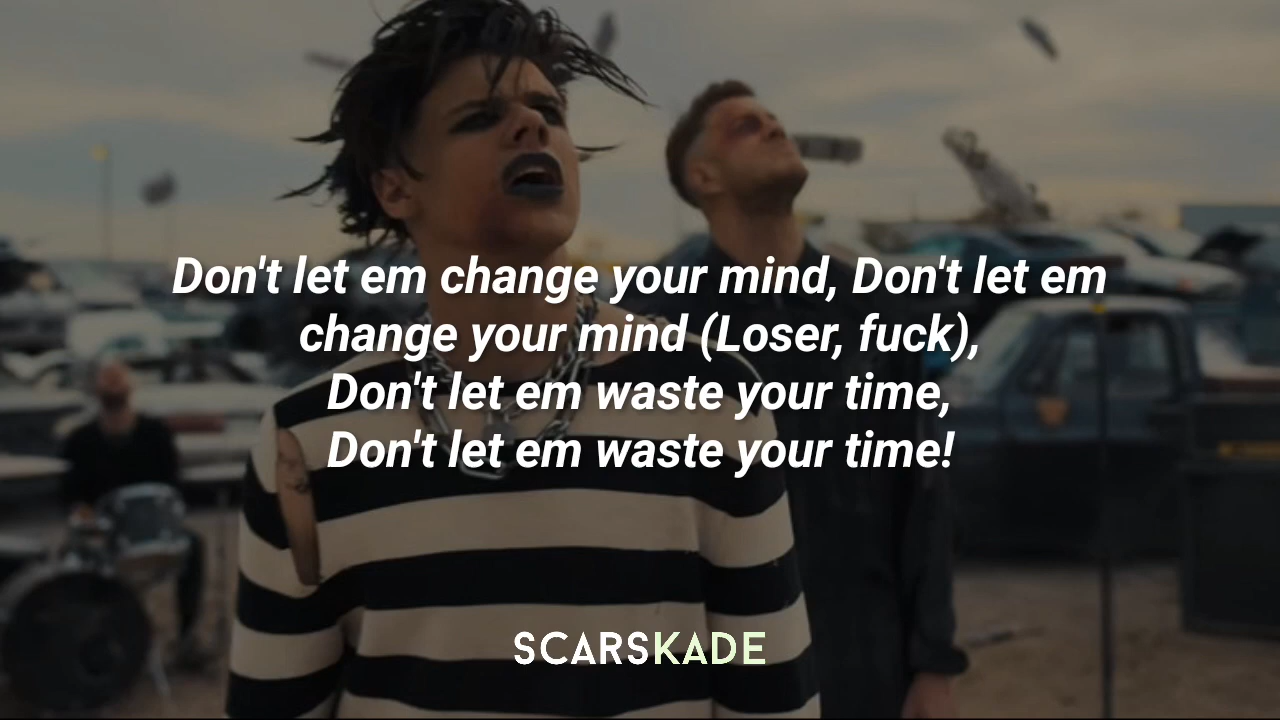 Don't let em change your mind, Don't let em
change your mind (Loser, fuck),
Don't let em waste your time,
Don't let em waste your time!
SCARSKADE